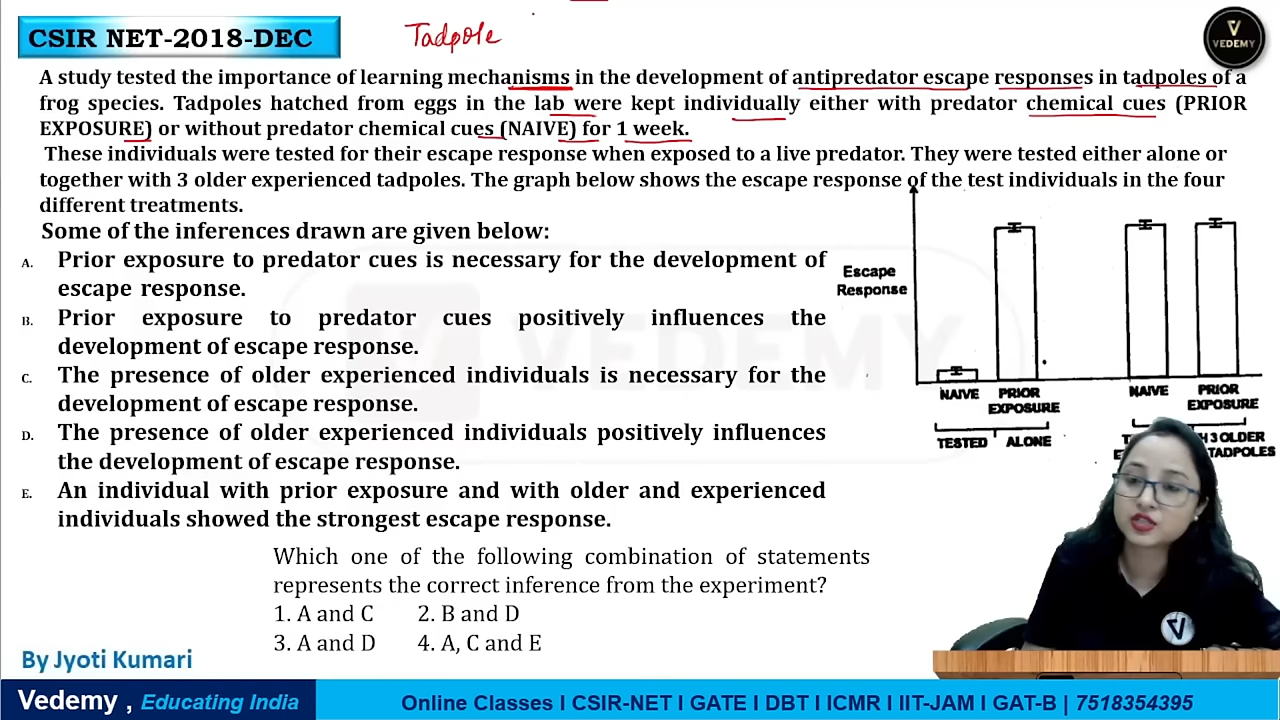 CSIR NET-2018-DEC
Tadpole
VEDEMY
A study tested the importance of learning mechanisms in the development of antipredator escape responses in tadpoles of a
frog species. Tadpoles hatched from eggs in the lab were kept individually either with predator chemical cues (PRIOR
EXPOSURE) or without predator chemical cues (NAIVE) for 1 week.
These individuals were tested for their escape response when exposed to a live predator. They were tested either alone or
together with 3 older experienced tadpoles. The graph below shows the escape response of the test individuals in the four
different treatments.
Some of the inferences drawn are given below:
A. Prior exposure to predator cues is necessary for the development of
escape response.
B. Prior exposure to predator cues positively influences the
development of escape response.
C. The presence of older experienced individuals is necessary for the
development of escape response.
D. The presence of older experienced individuals positively influences
the development of escape response.
E. An individual with prior exposure and with older and experienced
individuals showed the strongest escape response.
Which one of the following combination of statements
represents the correct inference from the experiment?
1. A and C 2. B and D
3. A and D 4. A, C and E
Escape
Response
NAIVE PRIOR
EXPOSURE
TESTED ALONE
NAIVE PRIOR
EXPOSURE
3 OLDER
TADPOLES
VEDEMY
By Jyoti Kumari
Vedemy , Educating India
Online Classes I CSIR-NET I GATE I DBT I ICMR I IIT-JAM I GAT-B | 7518354395